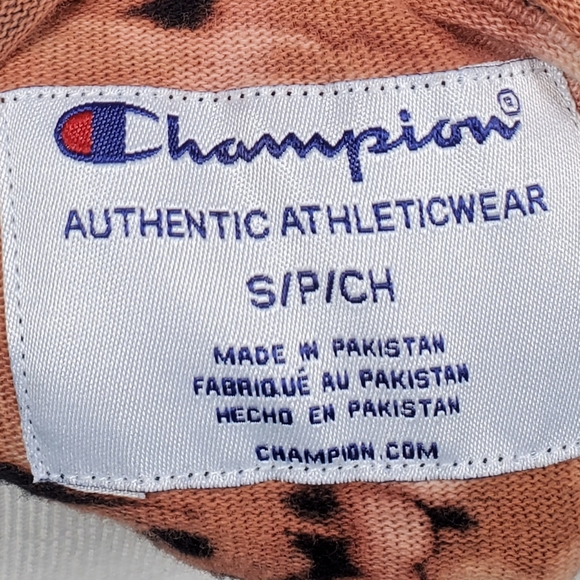 Champion®
AUTHENTIC ATHLETICWEAR
S/P/CH
MADE IN PAKISTAN
FABRIQUÉ AU PAKISTAN
HECHO EN PAKISTAN
CHAMPION.COM